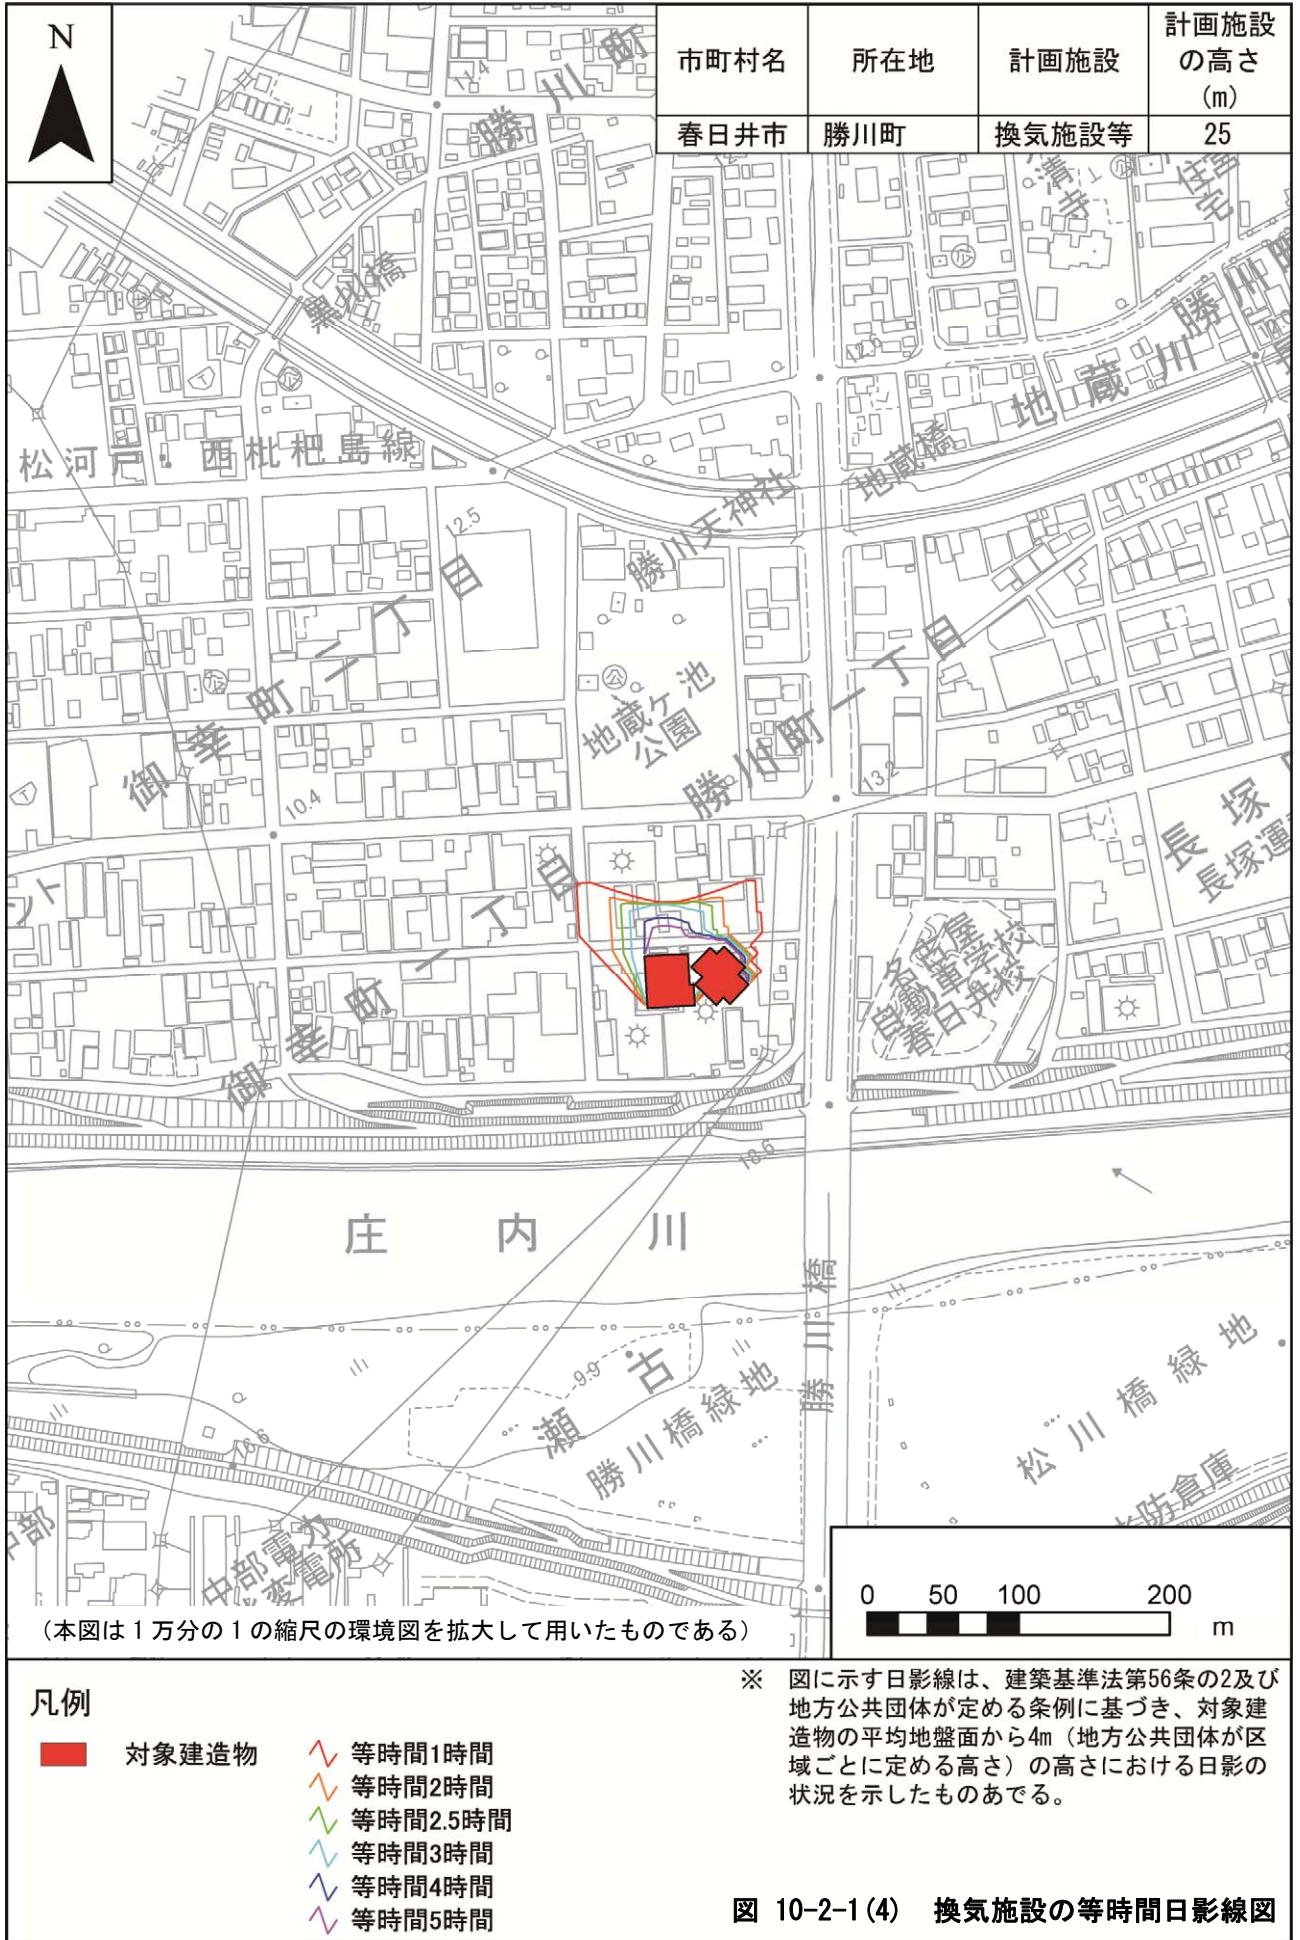 N
市町村名 所在地 計画施設 計画施設の高さ(m)
春日井市 勝川町 換気施設等 25
11.4
勝川町
清
寺
公
住宅
黒川橋
公
12.6
勝川
地蔵川
松河戸・西枇杷島線
地蔵橋
勝川天神社
12.5
御幸町二丁目
公
地蔵ケ池
公園
勝川町一丁目
13.2
10.4
長塚
長塚運
ント
御幸町一丁目
名古屋
自動車学校
春日井校
18.6
庄内川
勝川橋
9.9
瀬古
勝川橋緑地
松川橋緑地
16.6
中部
中部電力
変電所
防倉庫
0 50 100 200
m
(本図は1万分の1の縮尺の環境図を拡大して用いたものである)
凡例
対象建造物
等時間1時間
等時間2時間
等時間2.5時間
等時間3時間
等時間4時間
等時間5時間
※ 図に示す日影線は、建築基準法第56条の2及び
地方公共団体が定める条例に基づき、対象建
造物の平均地盤面から4m（地方公共団体が区
域ごとに定める高さ）の高さにおける日影の
状況を示したものあでる。
図 10-2-1(4) 換気施設の等時間日影線図